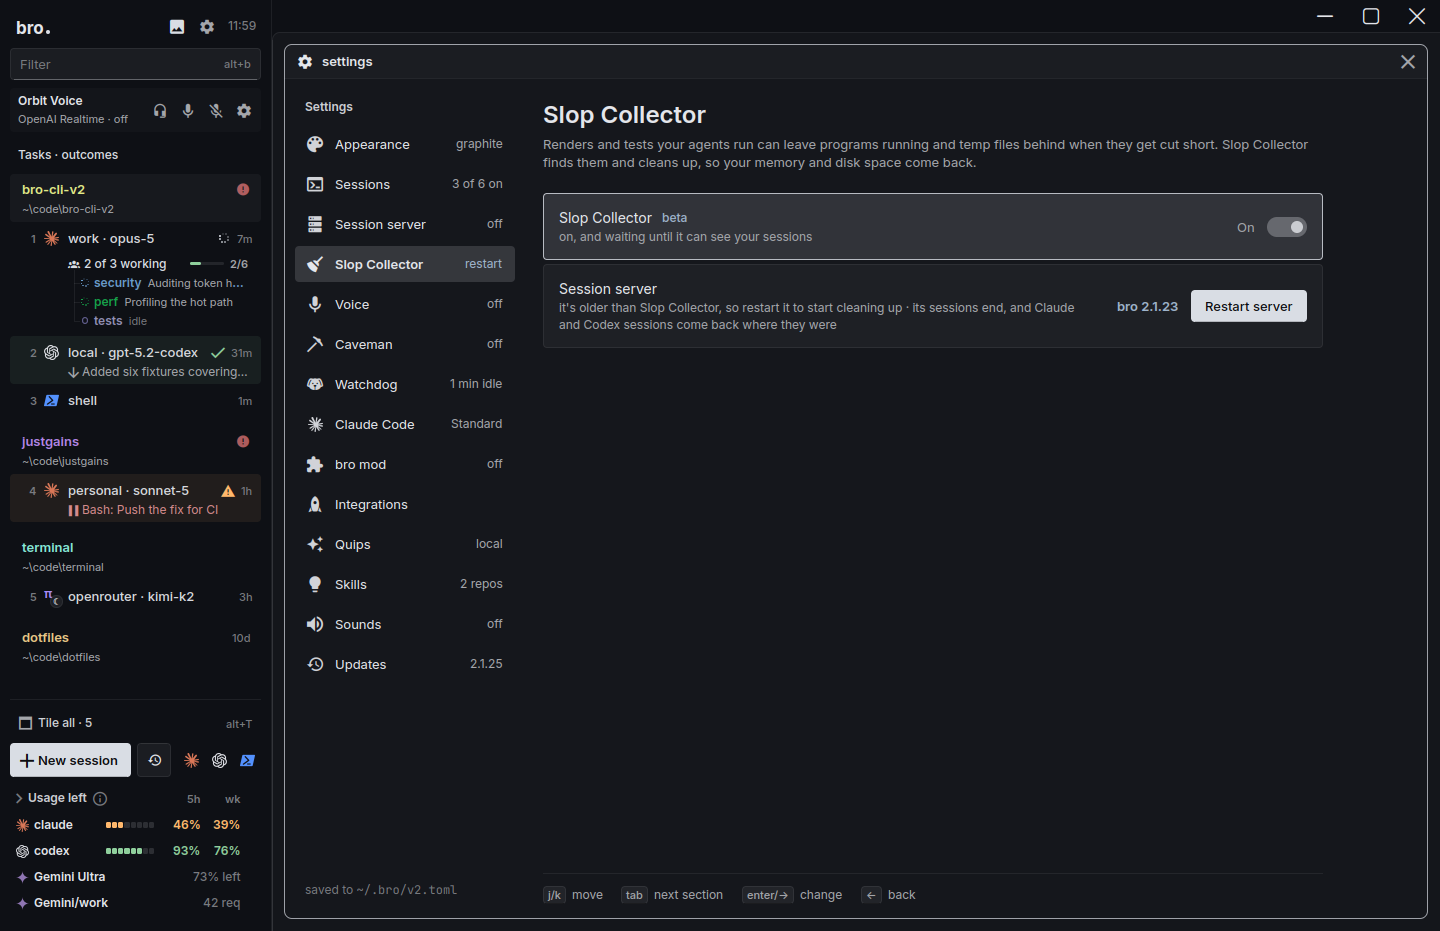 bro.
11:59
Filter
alt+b
Orbit Voice
OpenAI Realtime · off
Tasks · outcomes
bro-cli-v2
~\code\bro-cli-v2
1 work · opus-5 7m
2 of 3 working 2/6
security Auditing token h...
perf Profiling the hot path
tests idle
2 local · gpt-5.2-codex 31m
Added six fixtures covering...
3 shell 1m
justgains
~\code\justgains
4 personal · sonnet-5 1h
Bash: Push the fix for CI
terminal
~\code\terminal
5 openrouter · kimi-k2 3h
dotfiles 10d
~\code\dotfiles
Tile all · 5 alt+T
New session
Usage left 5h wk
claude 46% 39%
codex 93% 76%
Gemini Ultra 73% left
Gemini/work 42 req
settings
Settings
Appearance graphite
Sessions 3 of 6 on
Session server off
Slop Collector restart
Voice off
Caveman off
Watchdog 1 min idle
Claude Code Standard
bro mod off
Integrations
Quips local
Skills 2 repos
Sounds off
Updates 2.1.25
saved to ~/.bro/v2.toml
Slop Collector
Renders and tests your agents run can leave programs running and temp files behind when they get cut short. Slop Collector
finds them and cleans up, so your memory and disk space come back.
Slop Collector beta
on, and waiting until it can see your sessions
On
Session server
it's older than Slop Collector, so restart it to start cleaning up · its sessions end, and Claude
and Codex sessions come back where they were
bro 2.1.23
Restart server
j/k move tab next section enter/→ change ← back